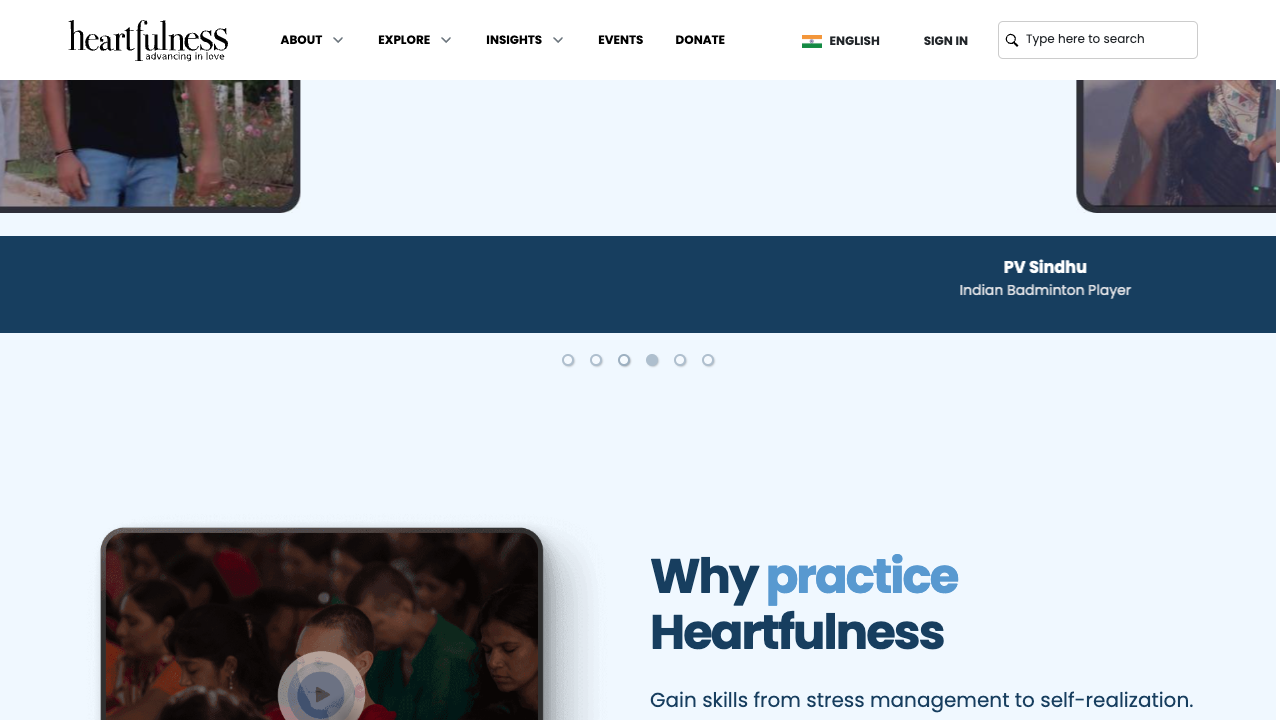 heartfulness
advancing in love
ABOUT
EXPLORE
INSIGHTS
EVENTS
DONATE
ENGLISH
SIGN IN
Type here to search
PV Sindhu
Indian Badminton Player
Why practice
Heartfulness
Gain skills from stress management to self-realization.